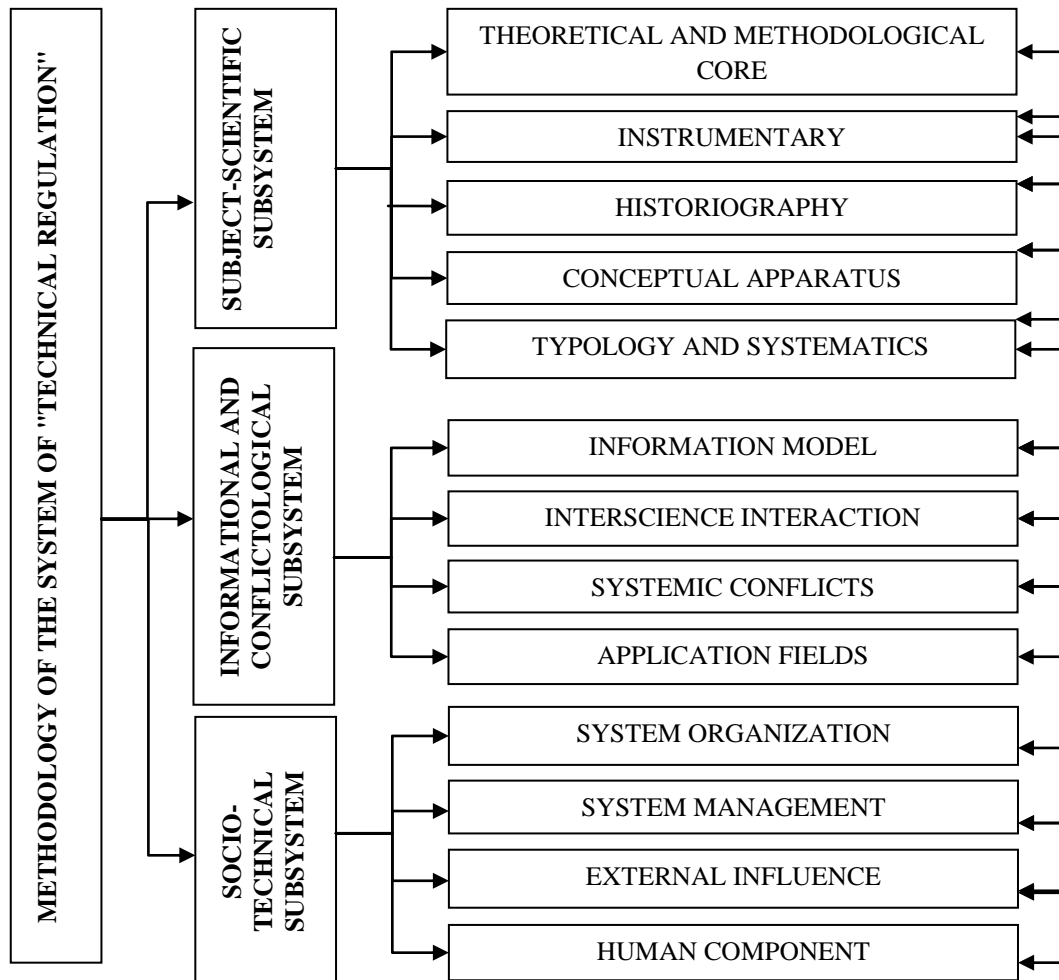 METHODOLOGY OF THE SYSTEM OF "TECHNICAL REGULATION"
SUBJECT-SCIENTIFIC
SUBSYSTEM
THEORETICAL AND METHODOLOGICAL
CORE
INSTRUMENTARY
HISTORIOGRAPHY
CONCEPTUAL APPARATUS
TYPOLOGY AND SYSTEMATICS
INFORMATIONAL AND
CONFLICTOLOGICAL
SUBSYSTEM
INFORMATION MODEL
INTERSCIENCE INTERACTION
SYSTEMIC CONFLICTS
APPLICATION FIELDS
SOCIO-
TECHNICAL
SUBSYSTEM
SYSTEM ORGANIZATION
SYSTEM MANAGEMENT
EXTERNAL INFLUENCE
HUMAN COMPONENT